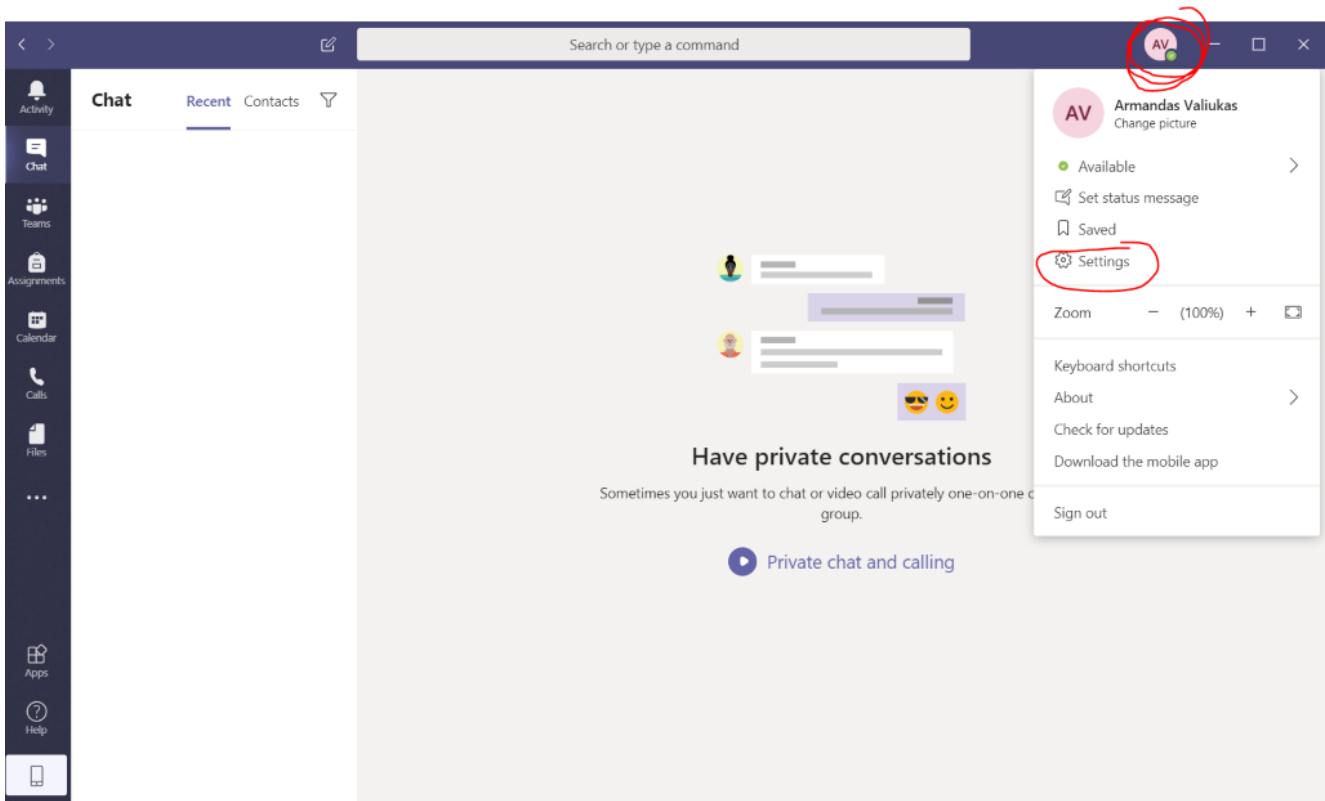 Search or type a command
AV
Activity
Chat
Teams
Assignments
Calendar
Calls
Files
Apps
Help
Chat Recent Contacts
Have private conversations
Sometimes you just want to chat or video call privately one-on-one
group.
Private chat and calling
AV
Armandas Valiukas
Change picture
Available
Set status message
Saved
Settings
Zoom − (100%) +
Keyboard shortcuts
About
Check for updates
Download the mobile app
Sign out